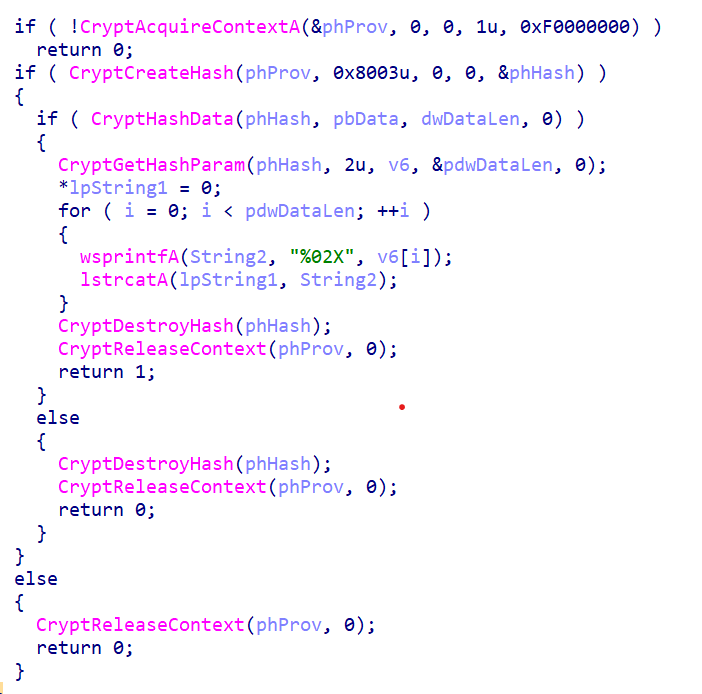 if ( !CryptAcquireContextA(&phProv, 0, 0, 1u, 0xF0000000) )
  return 0;
if ( CryptCreateHash(phProv, 0x8003u, 0, 0, &phHash) )
{
  if ( CryptHashData(phHash, pbData, dwDataLen, 0) )
  {
    CryptGetHashParam(phHash, 2u, v6, &pdwDataLen, 0);
    *lpString1 = 0;
    for ( i = 0; i < pdwDataLen; ++i )
    {
      wsprintfA(String2, "%02X", v6[i]);
      lstrcatA(lpString1, String2);
    }
    CryptDestroyHash(phHash);
    CryptReleaseContext(phProv, 0);
    return 1;
  }
  else
  {
    CryptDestroyHash(phHash);
    CryptReleaseContext(phProv, 0);
    return 0;
  }
}
else
{
  CryptReleaseContext(phProv, 0);
  return 0;
}